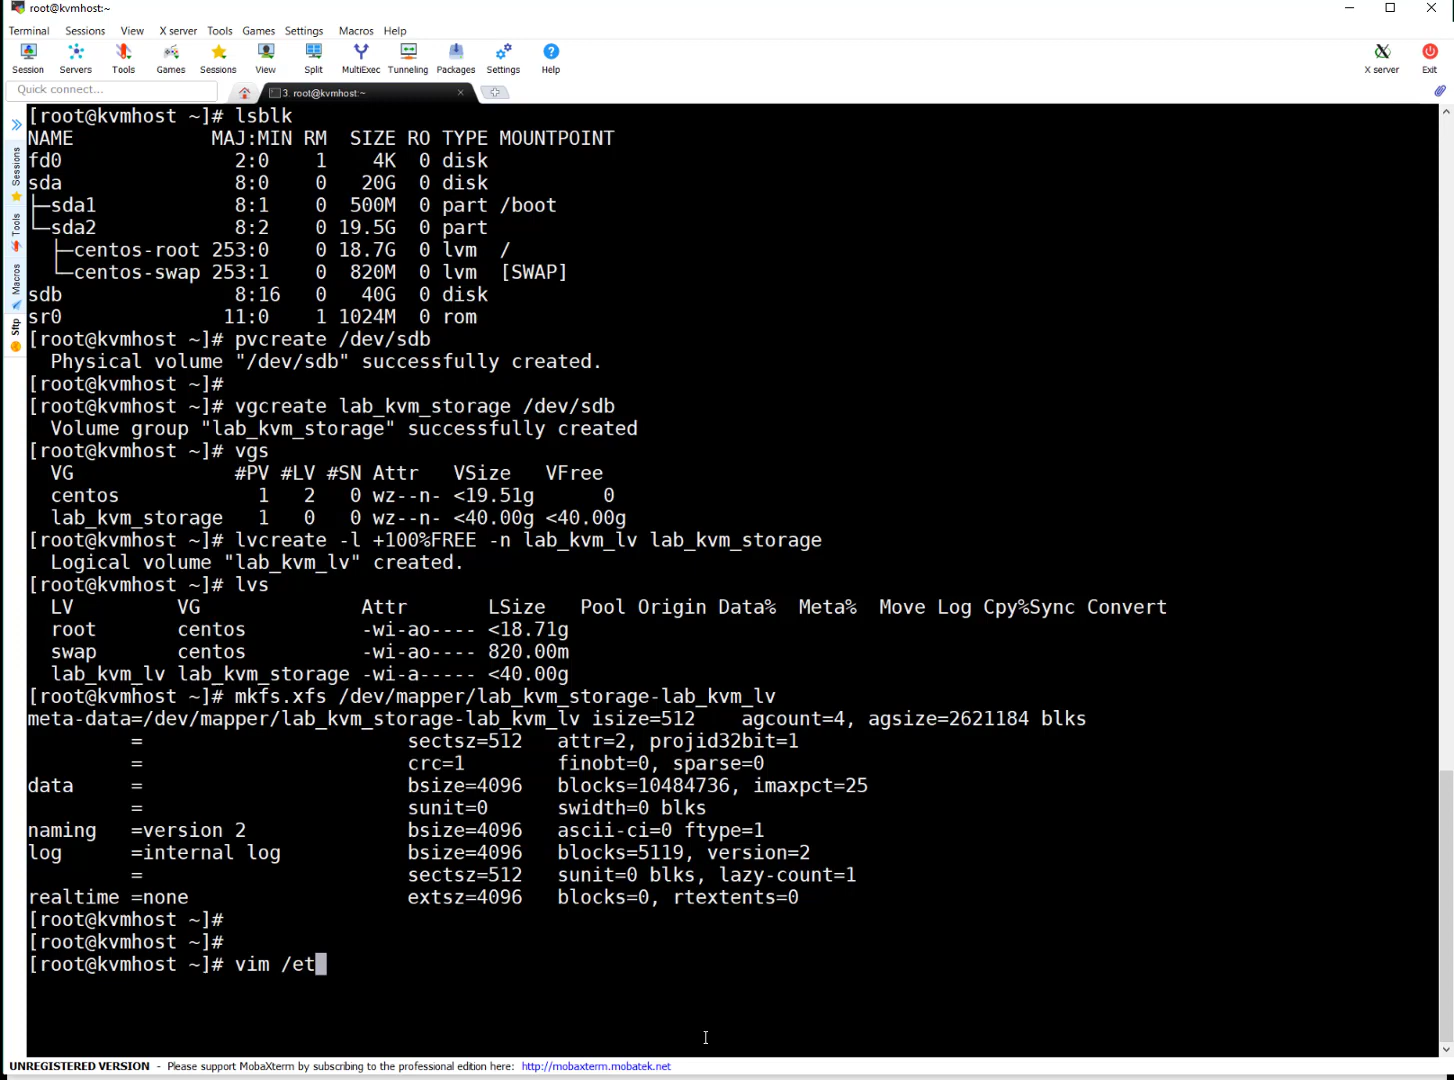 root@kvmhost:~
Terminal Sessions View X server Tools Games Settings Macros Help
Session Servers Tools Games Sessions View Split MultiExec Tunneling Packages Settings Help X server Exit
Quick connect...
3. root@kvmhost:~
Sessions
Tools
Macros
Sftp
[root@kvmhost ~]# lsblk
NAME            MAJ:MIN RM   SIZE RO TYPE MOUNTPOINT
fd0               2:0    1     4K  0 disk
sda               8:0    0    20G  0 disk
├─sda1            8:1    0   500M  0 part /boot
└─sda2            8:2    0  19.5G  0 part
  ├─centos-root 253:0    0 18.7G  0 lvm  /
  └─centos-swap 253:1    0   820M  0 lvm  [SWAP]
sdb               8:16   0    40G  0 disk
sr0              11:0    1  1024M  0 rom
[root@kvmhost ~]# pvcreate /dev/sdb
  Physical volume "/dev/sdb" successfully created.
[root@kvmhost ~]#
[root@kvmhost ~]# vgcreate lab_kvm_storage /dev/sdb
  Volume group "lab_kvm_storage" successfully created
[root@kvmhost ~]# vgs
  VG              #PV #LV #SN Attr   VSize   VFree
  centos            1   2   0 wz--n- <19.51g      0
  lab_kvm_storage   1   0   0 wz--n- <40.00g <40.00g
[root@kvmhost ~]# lvcreate -l +100%FREE -n lab_kvm_lv lab_kvm_storage
  Logical volume "lab_kvm_lv" created.
[root@kvmhost ~]# lvs
  LV         VG              Attr       LSize   Pool Origin Data%  Meta%  Move Log Cpy%Sync Convert
  root       centos          -wi-ao---- <18.71g
  swap       centos          -wi-ao---- 820.00m
  lab_kvm_lv lab_kvm_storage -wi-a----- <40.00g
[root@kvmhost ~]# mkfs.xfs /dev/mapper/lab_kvm_storage-lab_kvm_lv
meta-data=/dev/mapper/lab_kvm_storage-lab_kvm_lv isize=512    agcount=4, agsize=2621184 blks
         =                       sectsz=512   attr=2, projid32bit=1
         =                       crc=1        finobt=0, sparse=0
data     =                       bsize=4096   blocks=10484736, imaxpct=25
         =                       sunit=0      swidth=0 blks
naming   =version 2              bsize=4096   ascii-ci=0 ftype=1
log      =internal log           bsize=4096   blocks=5119, version=2
         =                       sectsz=512   sunit=0 blks, lazy-count=1
realtime =none                   extsz=4096   blocks=0, rtextents=0
[root@kvmhost ~]#
[root@kvmhost ~]#
[root@kvmhost ~]# vim /et
UNREGISTERED VERSION - Please support MobaXterm by subscribing to the professional edition here: http://mobaxterm.mobatek.net